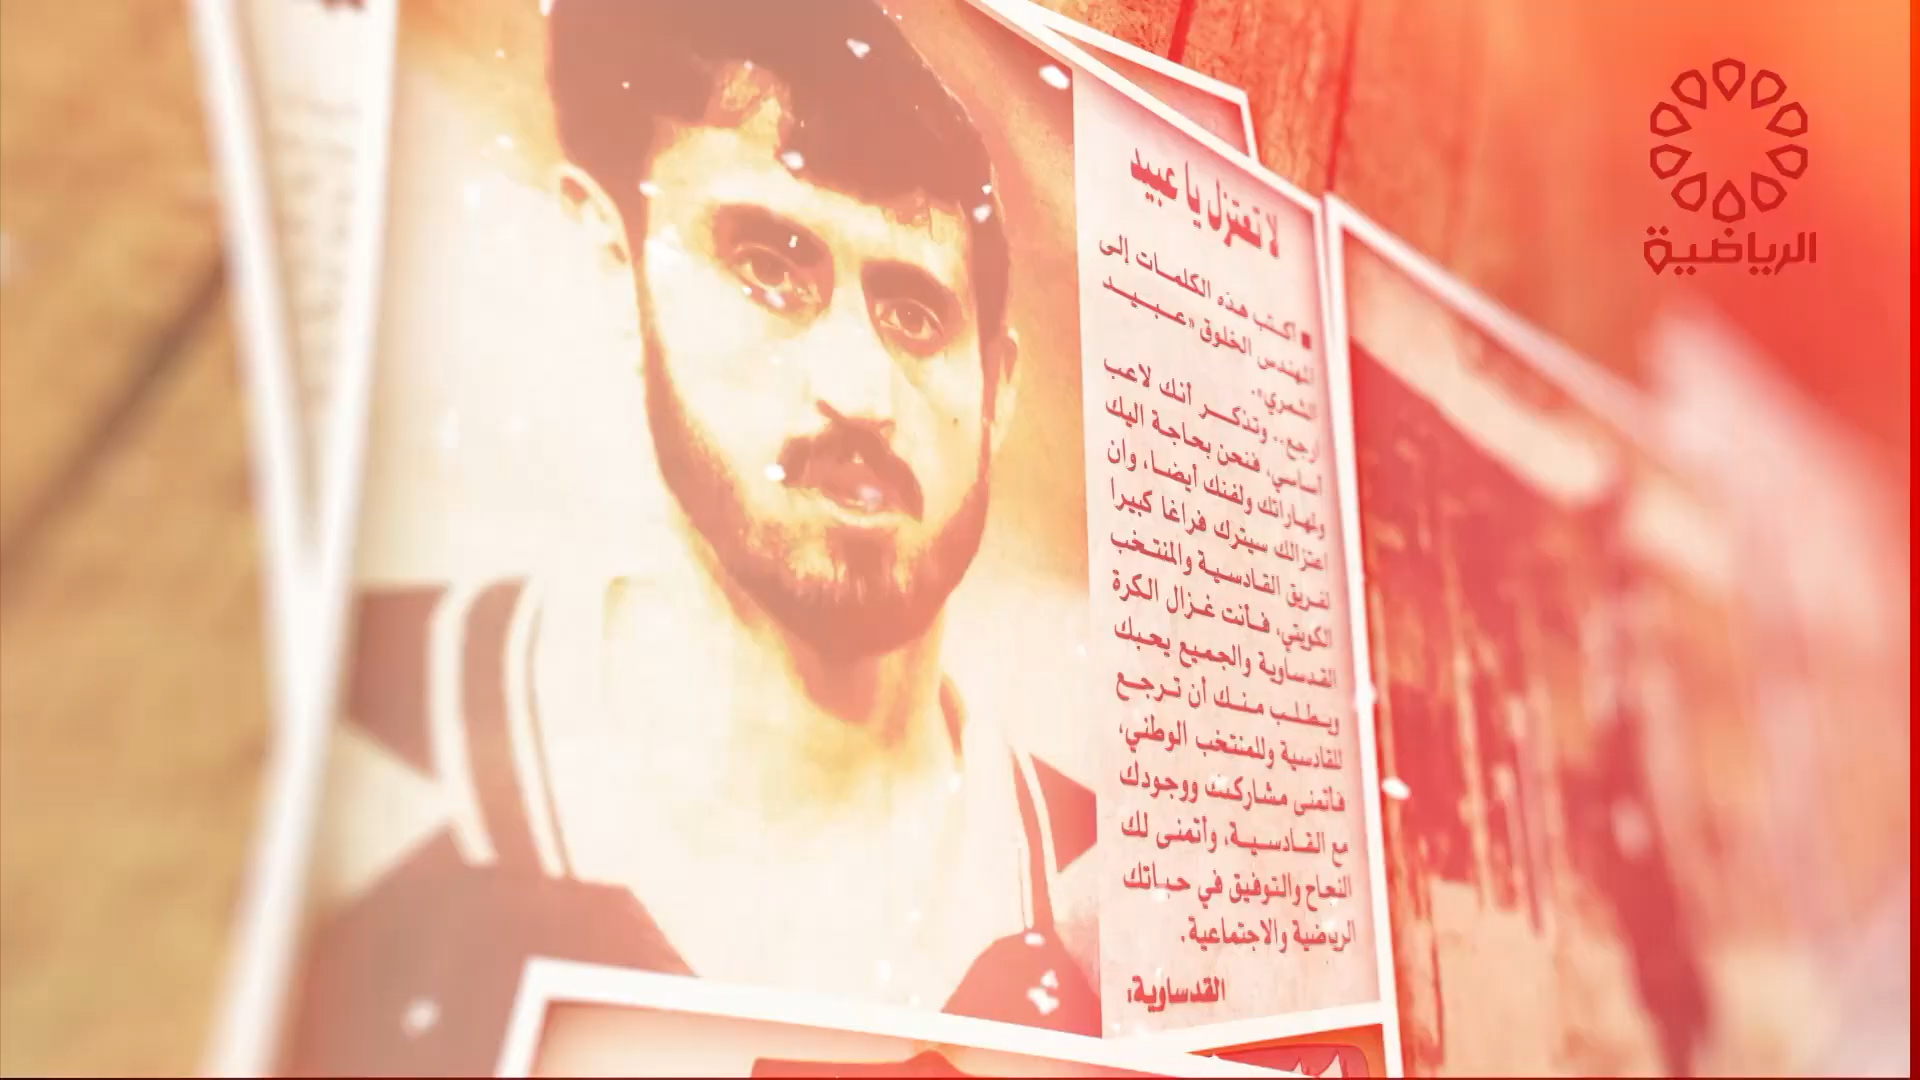 لا تعتزل يا عبيد
■ أكتب هذه الكلمات إلى
المهندس الخلوق «عبيد
الشمري».
ارجع.. وتذكر أنك لاعب
أساسي، فنحن بحاجة اليك
ولمهاراتك ولفنك أيضا، وان
اعتزالك سيترك فراغا كبيرا
لفريق القادسية والمنتخب
الكويتي، فأنت غزال الكرة
القدساوية والجميع يحبك
ويطلب منك أن ترجع
للقادسية وللمنتخب الوطني،
فأتمنى مشاركتك ووجودك
مع القادسية، وأتمنى لك
النجاح والتوفيق في حياتك
الرياضية والاجتماعية.
القدساوية:
الرياضية